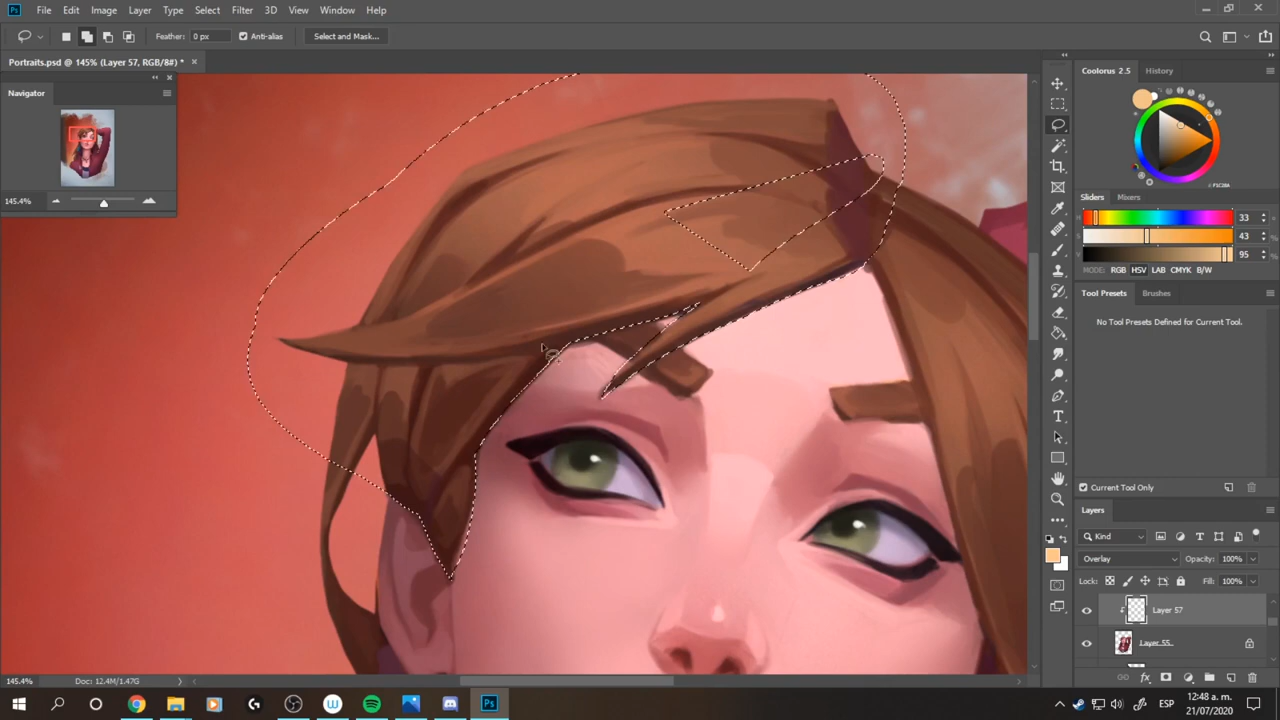 Ps File Edit Image Layer Type Select Filter 3D View Window Help
Feather: 0 px Anti-alias Select and Mask...
Portraits.psd @ 145% (Layer 57, RGB/8#) *
Navigator
145.4%
Coolorus 2.5 History
Sliders Mixers
H 33 °
S 43 %
V 95 %
MODE: RGB HSV LAB CMYK B/W
Tool Presets Brushes
No Tool Presets Defined for Current Tool.
Current Tool Only
Layers
Kind
Overlay Opacity: 100%
Lock: Fill: 100%
Layer 57
Layer 55
145.4% Doc: 12.4M/1.47G
ESP
12:48 a. m.
21/07/2020